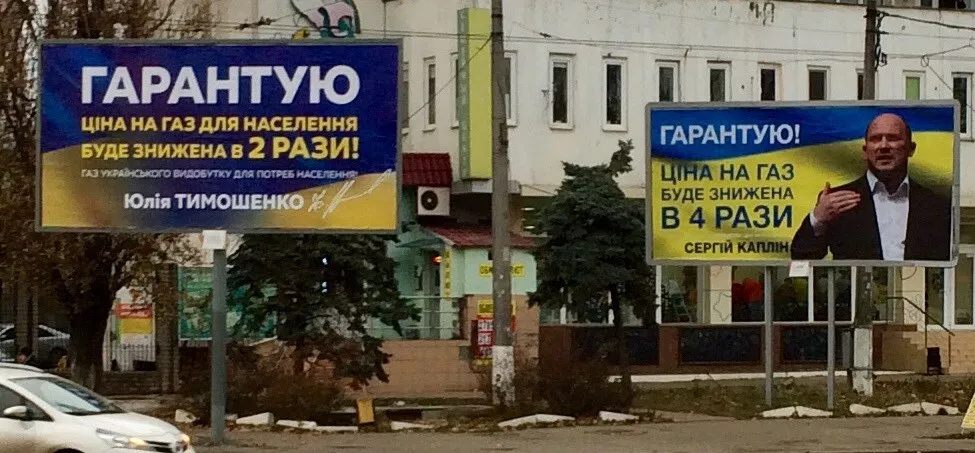 ГАРАНТУЮ
ЦІНА НА ГАЗ ДЛЯ НАСЕЛЕННЯ
БУДЕ ЗНИЖЕНА В 2 РАЗИ!
ГАЗ УКРАЇНСЬКОГО ВИДОБУТКУ ДЛЯ ПОТРЕБ НАСЕЛЕННЯ!
Юлія ТИМОШЕНКО
ГАРАНТУЮ!
ЦІНА НА ГАЗ
БУДЕ ЗНИЖЕНА
В 4 РАЗИ
СЕРГІЙ КАПЛІН